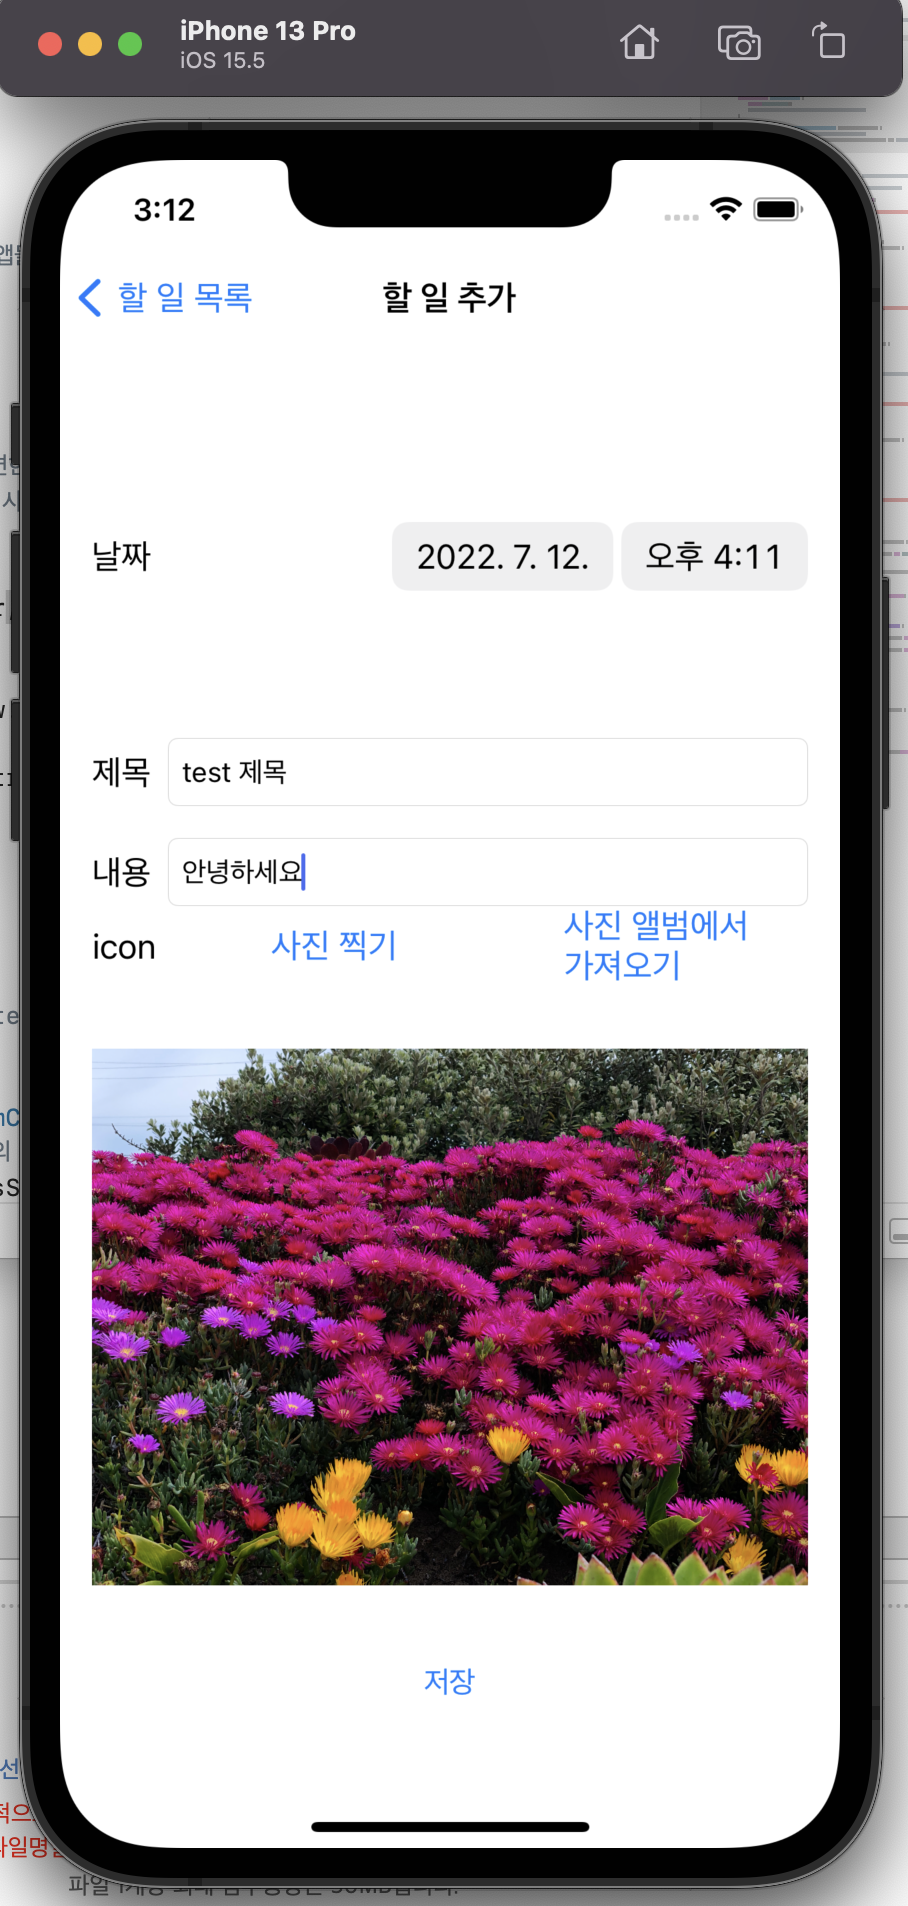 iPhone 13 Pro
iOS 15.5
3:12
할 일 목록
할 일 추가
날짜
2022. 7. 12.
오후 4:11
제목
test 제목
내용
안녕하세요
icon
사진 찍기
사진 앨범에서
가져오기
저장